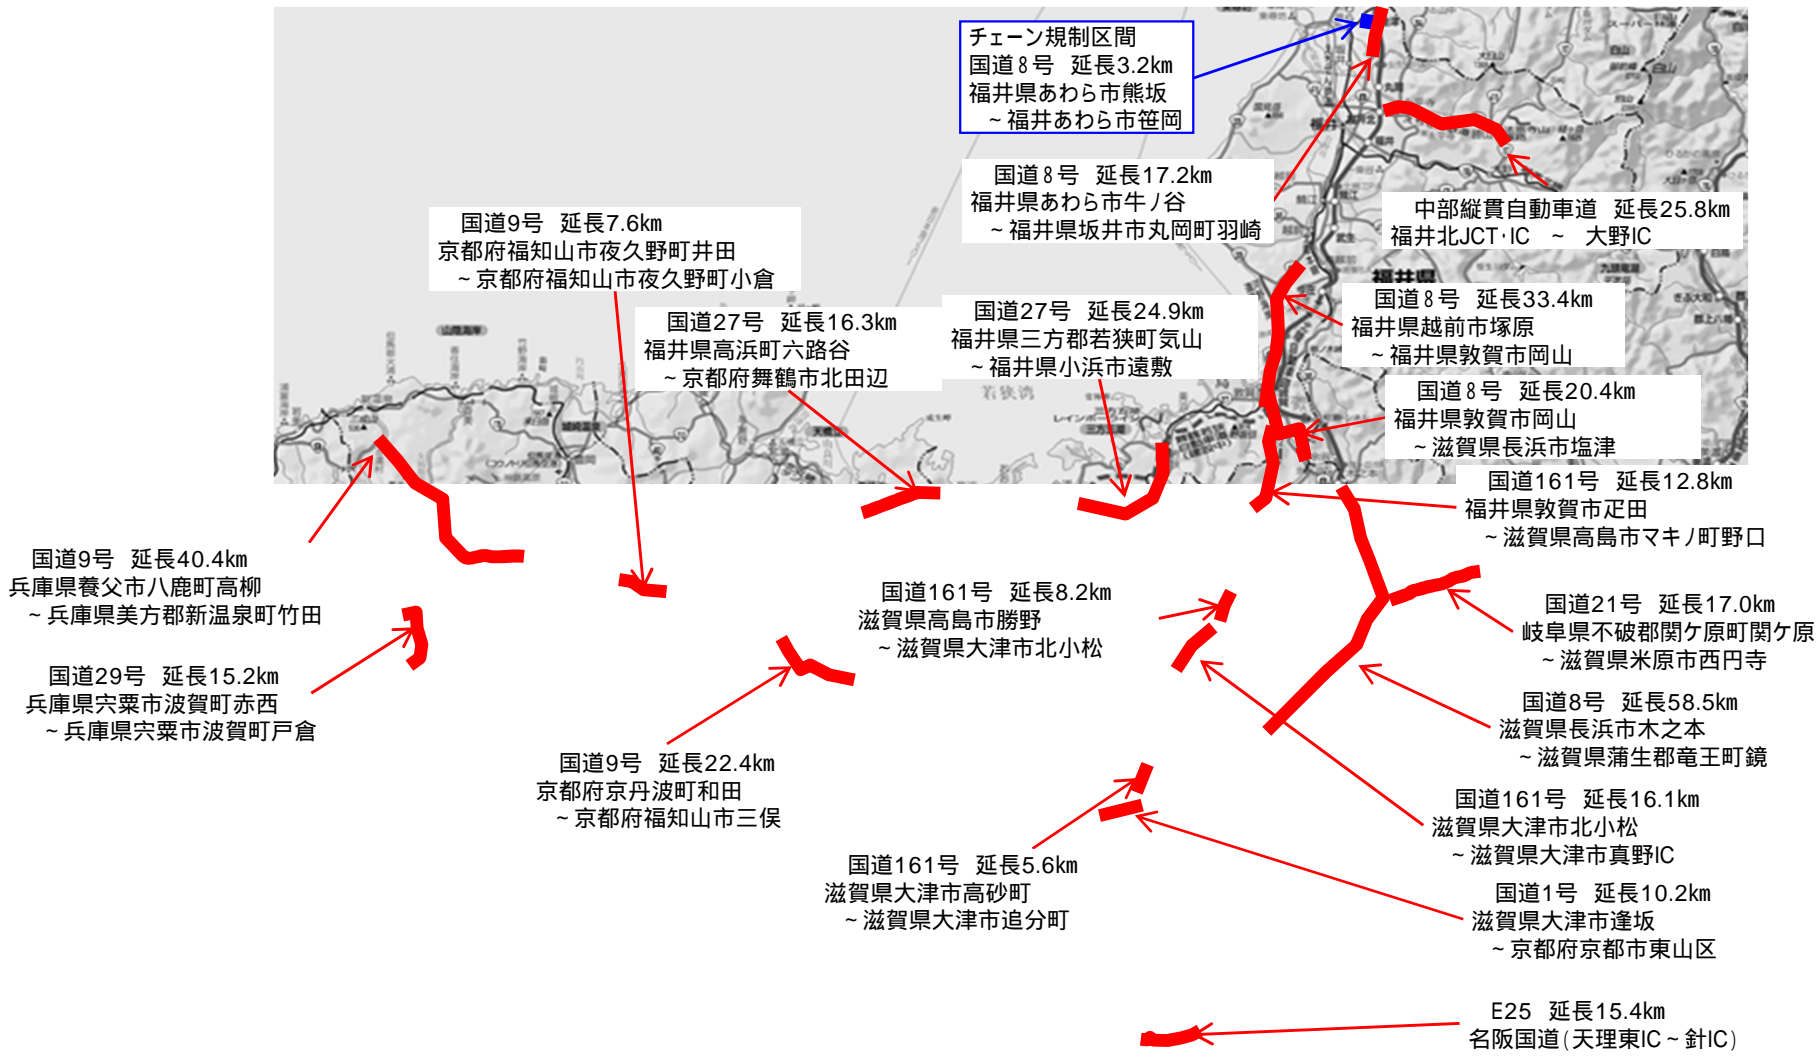 チェーン規制区間
国道8号 延長3.2km
福井県あわら市熊坂
~福井あわら市笹岡
国道8号 延長17.2km
福井県あわら市牛ノ谷
~福井県坂井市丸岡町羽崎
中部縦貫自動車道 延長25.8km
福井北JCT･IC ~ 大野IC
国道9号 延長7.6km
京都府福知山市夜久野町井田
~京都府福知山市夜久野町小倉
国道27号 延長16.3km
福井県高浜町六路谷
~京都府舞鶴市北田辺
国道27号 延長24.9km
福井県三方郡若狭町気山
~福井県小浜市遠敷
福井県
国道8号 延長33.4km
福井県越前市塚原
~福井県敦賀市岡山
国道8号 延長20.4km
福井県敦賀市岡山
~滋賀県長浜市塩津
若狭湾
国道161号 延長12.8km
福井県敦賀市疋田
~滋賀県高島市マキノ町野口
国道9号 延長40.4km
兵庫県養父市八鹿町高柳
~兵庫県美方郡新温泉町竹田
国道161号 延長8.2km
滋賀県高島市勝野
~滋賀県大津市北小松
国道21号 延長17.0km
岐阜県不破郡関ケ原町関ケ原
~滋賀県米原市西円寺
国道29号 延長15.2km
兵庫県宍粟市波賀町赤西
~兵庫県宍粟市波賀町戸倉
国道8号 延長58.5km
滋賀県長浜市木之本
~滋賀県蒲生郡竜王町鏡
国道9号 延長22.4km
京都府京丹波町和田
~京都府福知山市三俣
国道161号 延長16.1km
滋賀県大津市北小松
~滋賀県大津市真野IC
国道161号 延長5.6km
滋賀県大津市高砂町
~滋賀県大津市追分町
国道1号 延長10.2km
滋賀県大津市逢坂
~京都府京都市東山区
E25 延長15.4km
名阪国道(天理東IC~針IC)